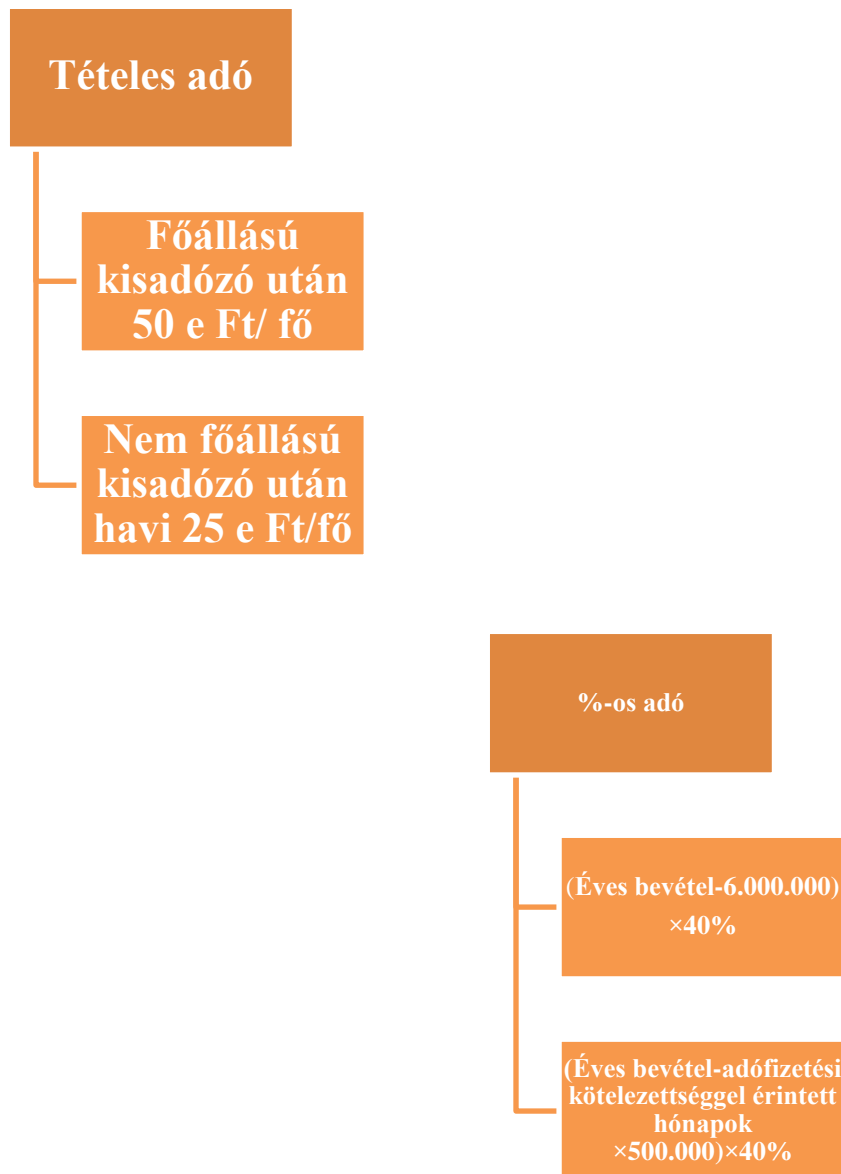 Tételes adó
Főállású
kisadózó után
50 e Ft/ fő
Nem főállású
kisadózó után
havi 25 e Ft/fő
%-os adó
(Éves bevétel-6.000.000)
×40%
(Éves bevétel-adófizetési
kötelezettséggel érintett
hónapok
×500.000)×40%